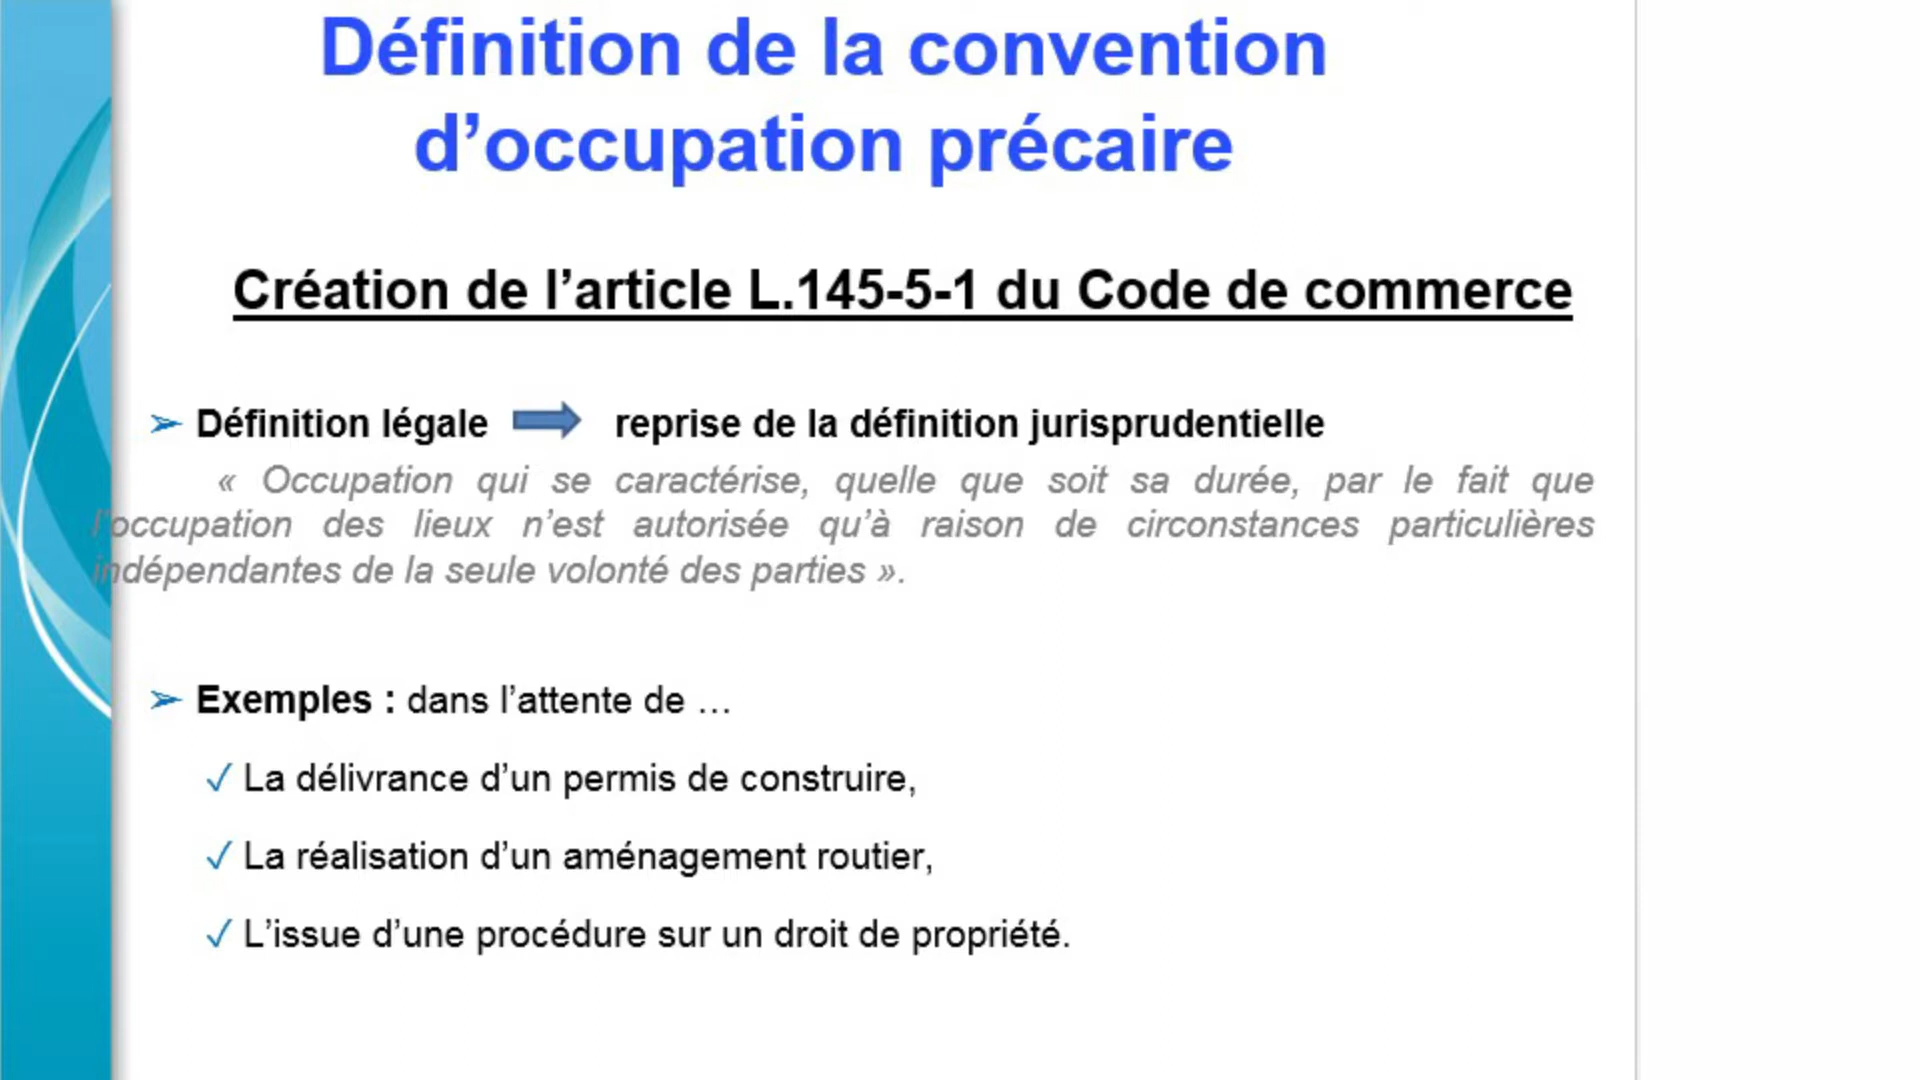 Définition de la convention
d’occupation précaire
Création de l’article L.145-5-1 du Code de commerce
➢ Définition légale ➡ reprise de la définition jurisprudentielle
« Occupation qui se caractérise, quelle que soit sa durée, par le fait que
l’occupation des lieux n’est autorisée qu’à raison de circonstances particulières
indépendantes de la seule volonté des parties ».
➢ Exemples : dans l’attente de …
✓ La délivrance d’un permis de construire,
✓ La réalisation d’un aménagement routier,
✓ L’issue d’une procédure sur un droit de propriété.